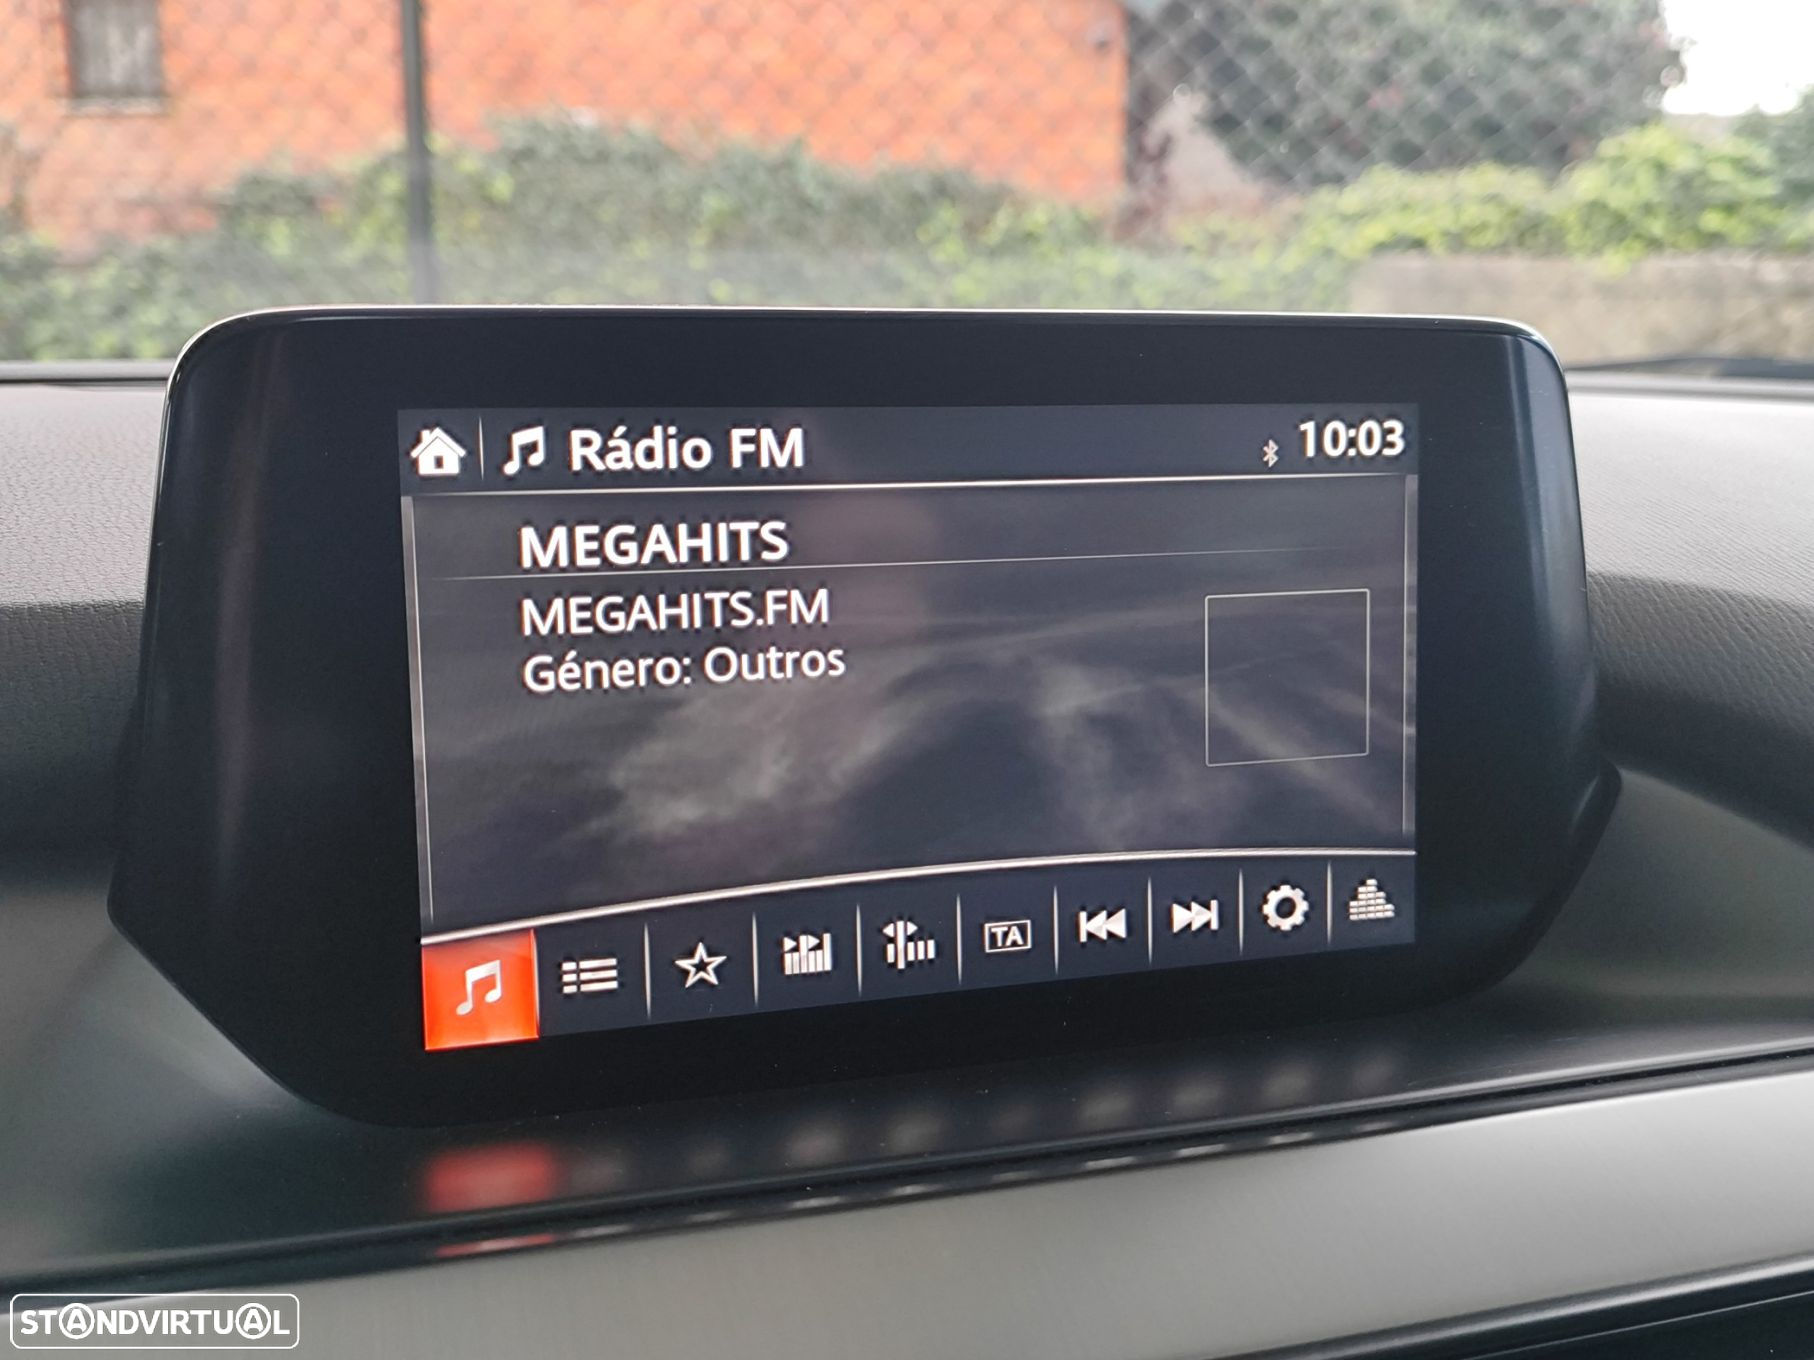 Rádio FM
10:03
MEGAHITS
MEGAHITS.FM
Género: Outros
TA
STANDVIRTUAL